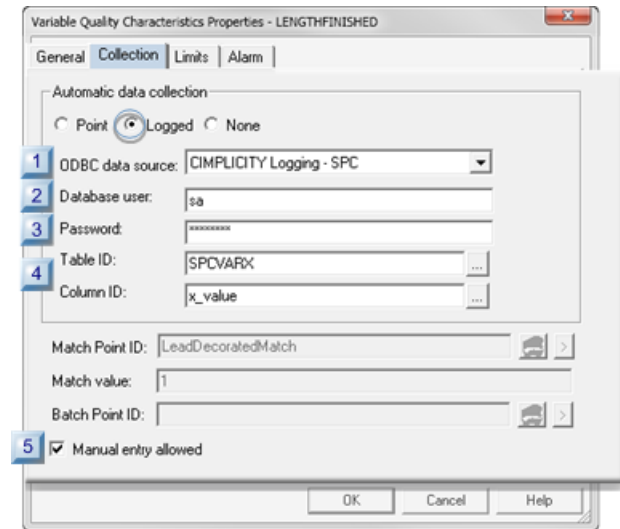 Variable Quality Characteristics Properties - LENGTHFINISHED
General Collection Limits Alarm
Automatic data collection
Point Logged None
1 ODBC data source: CIMPLICITY Logging - SPC
2 Database user: sa
3 Password: ********
4 Table ID: SPCVARX ...
Column ID: x_value ...
Match Point ID: LeadDecoratedMatch >
Match value: 1
Batch Point ID: >
5 Manual entry allowed
OK Cancel Help